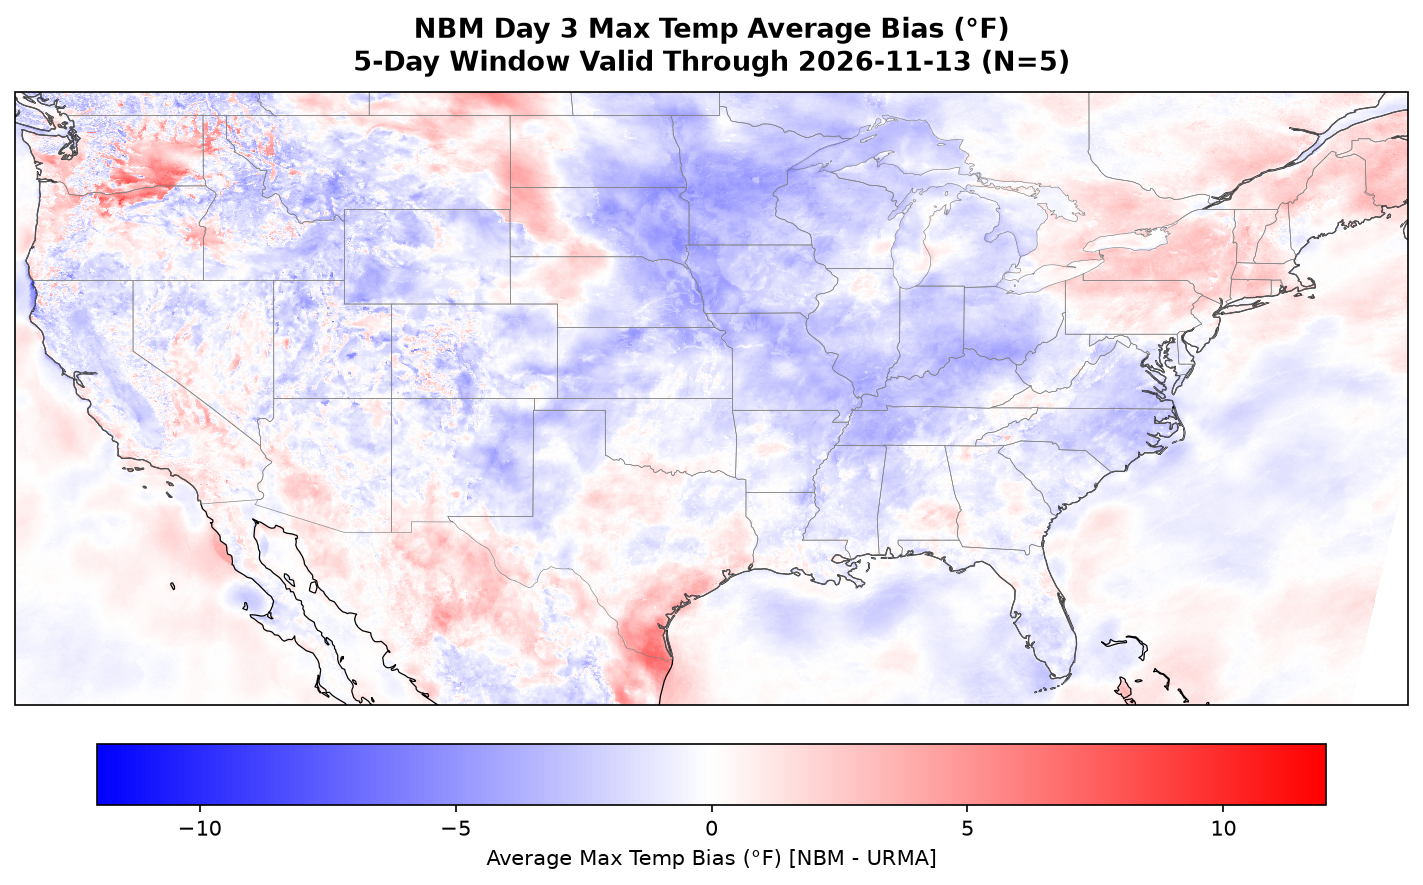 NBM Day 3 Max Temp Average Bias (°F)
5-Day Window Valid Through 2026-11-13 (N=5)
−10 −5 0 5 10
Average Max Temp Bias (°F) [NBM - URMA]